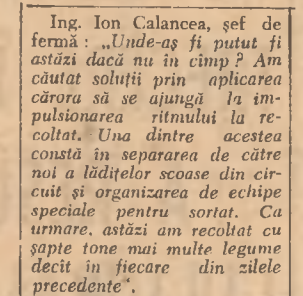 Ing. Ion Calancea, șef de
fermă : „Unde-aș fi putut fi
astăzi dacă nu în cîmp ? Am
căutat soluții prin aplicarea
cărora să se ajungă la im-
pulsionarea ritmului la re-
coltat. Una dintre acestea
constă în separarea de către
noi a lădițelor scoase din cir-
cuit și organizarea de echipe
speciale pentru sortat. Ca
urmare, astăzi am recoltat cu
șapte tone mai multe legume
decît în fiecare din zilele
precedente“.